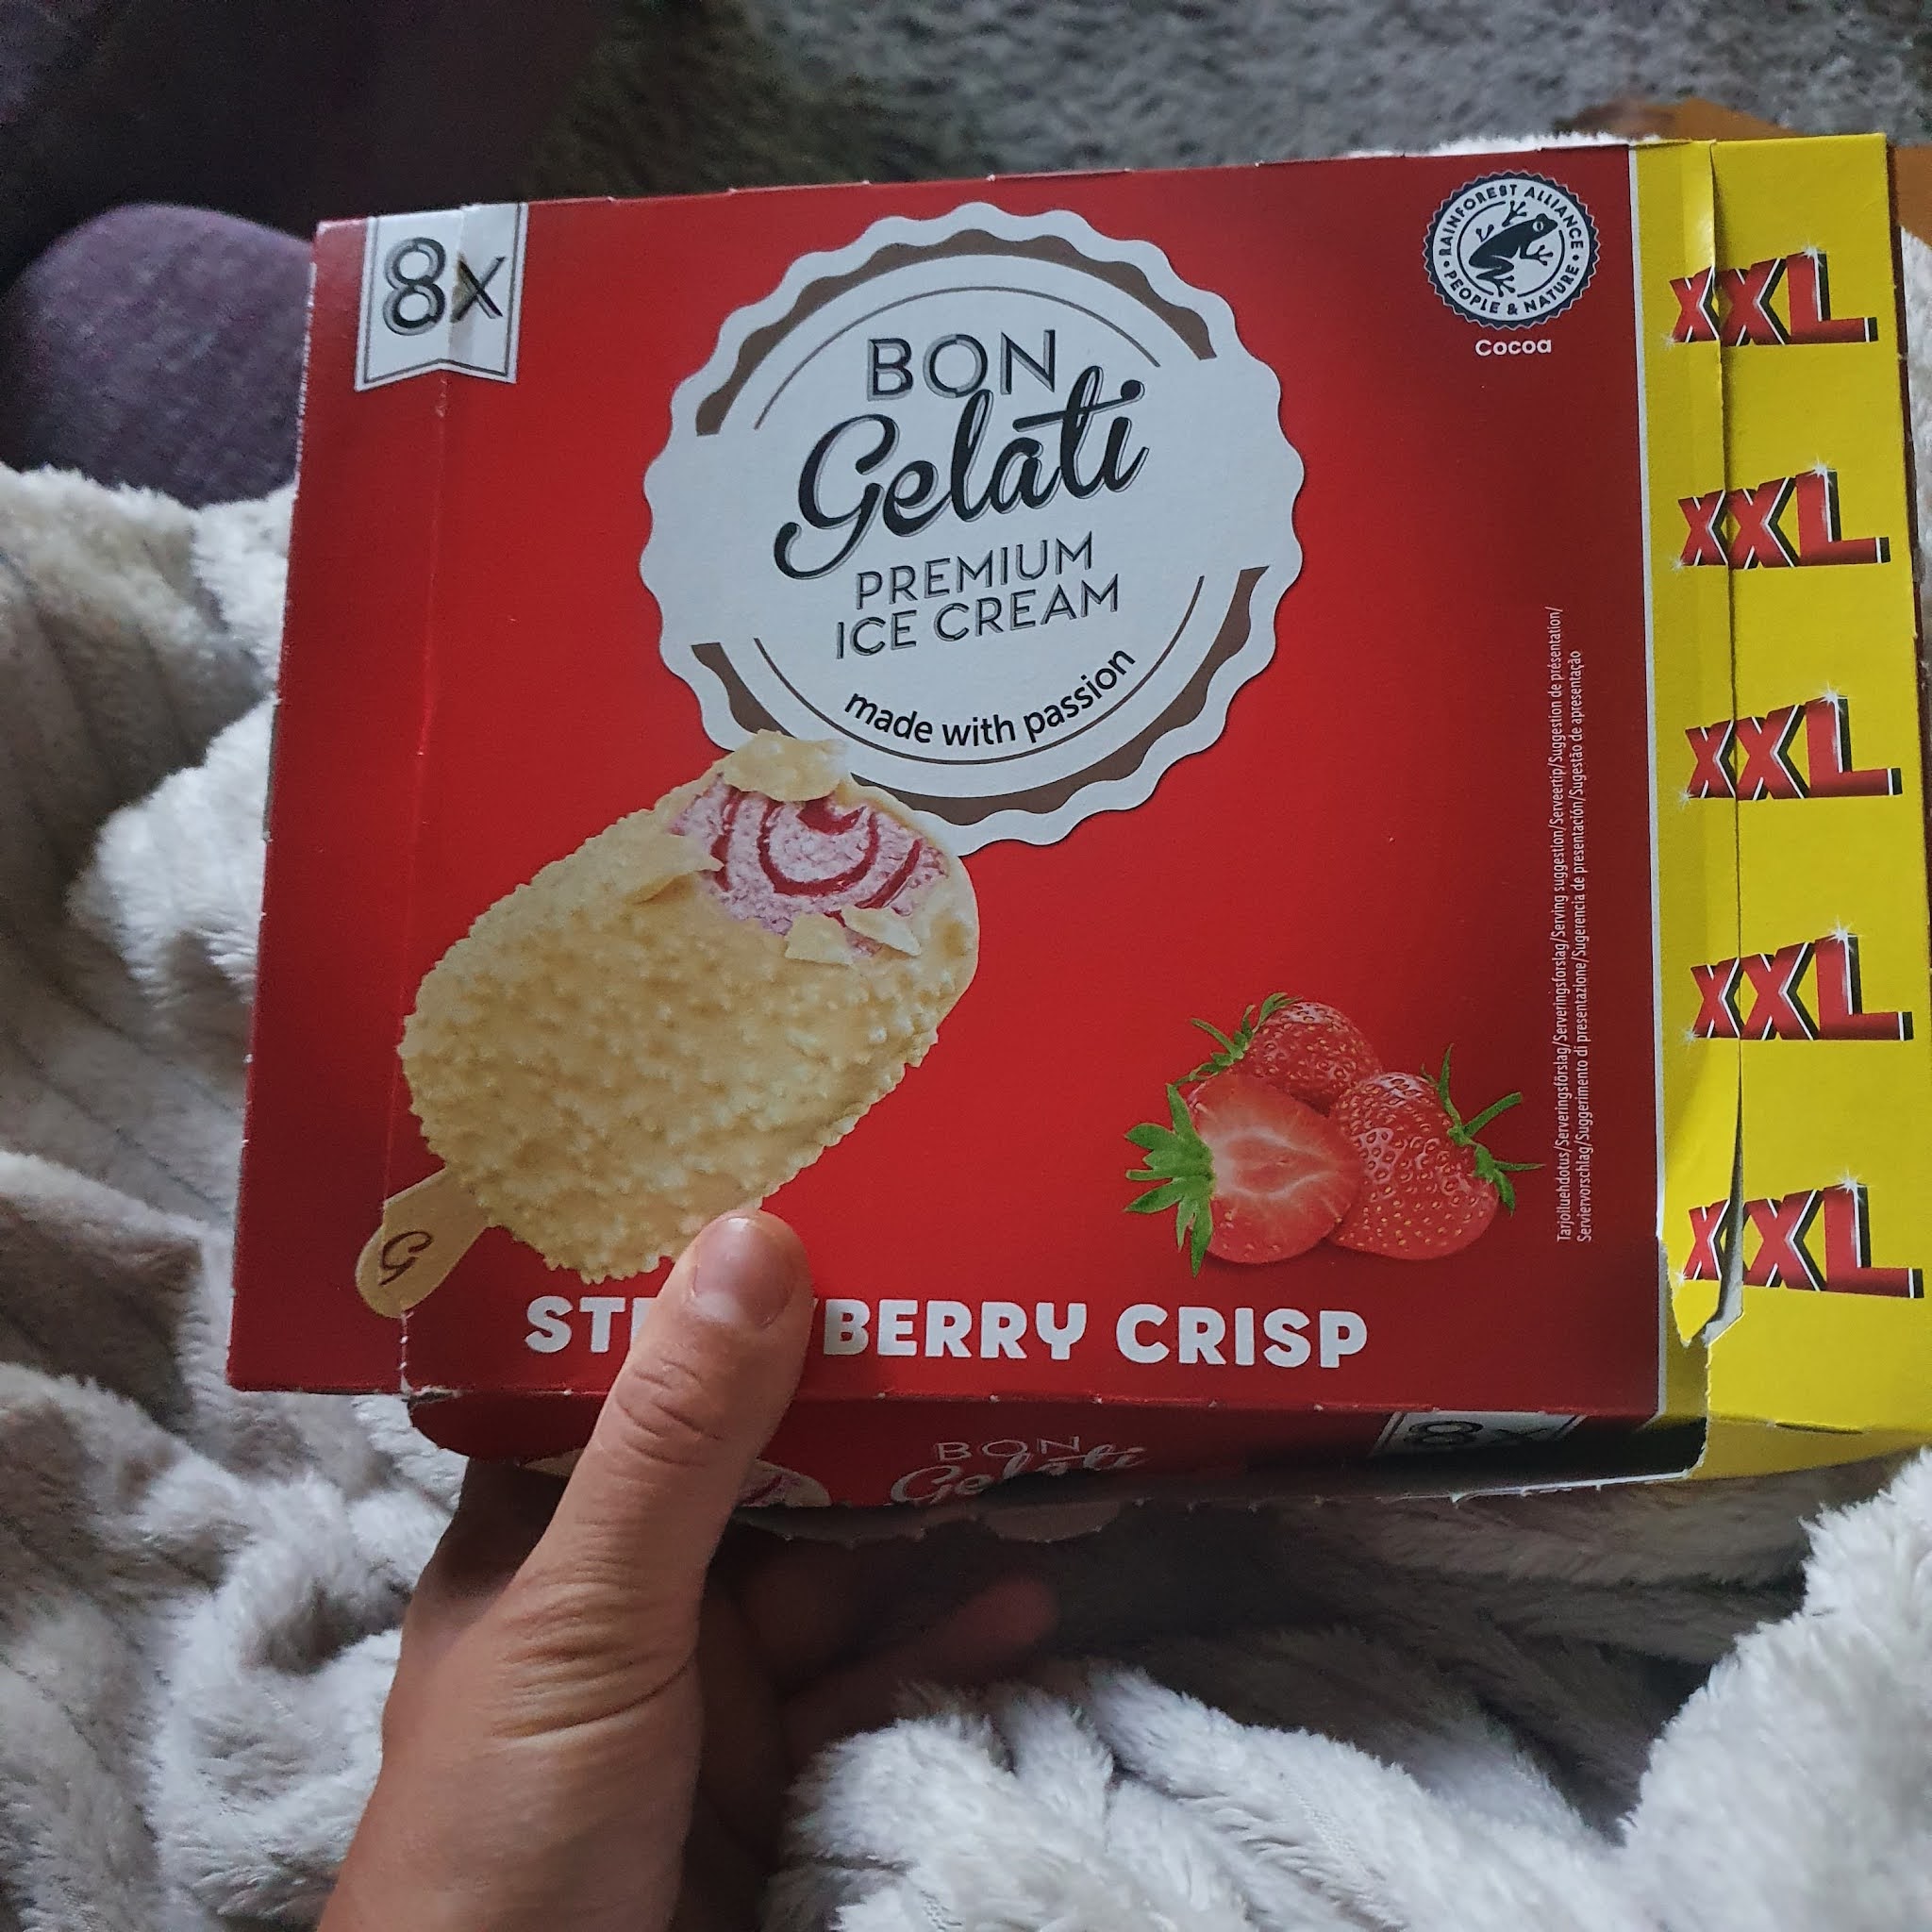 8X
BON
Gelati
PREMIUM
ICE CREAM
made with passion
RAINFOREST ALLIANCE
PEOPLE & NATURE
Cocoa
XXL
XXL
XXL
XXL
XXL
Tarjoiluehdotus/Serveringsförslag/Serveringsforslag/Serving suggestion/Serveertip/Suggestion de présentation/
Serviervorschlag/Suggerimento di presentazione/Sugerencia de presentación/Sugestão de apresentação
G
BERRY CRISP
BON
Gelati
8X